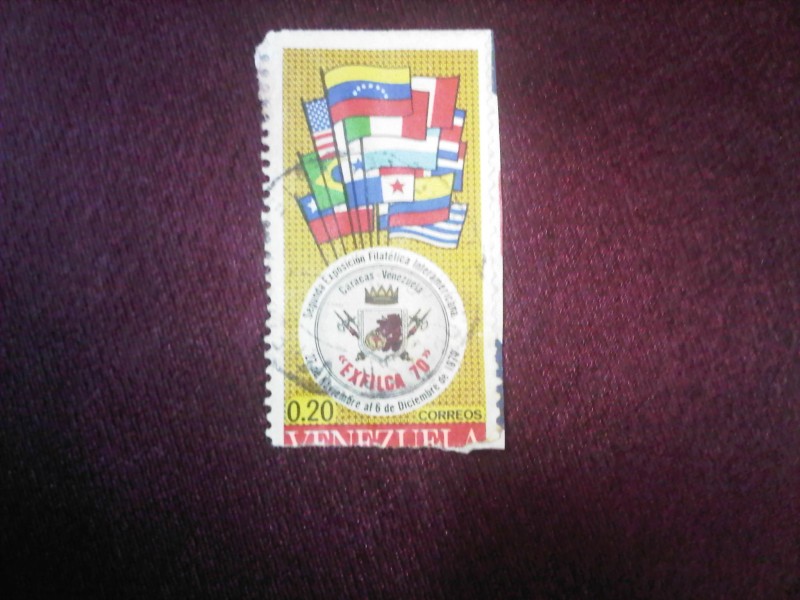 Segunda Exposición Filatélica Interamericana
Caracas - Venezuela
"EXFILCA 70"
27 de Noviembre al 6 de Diciembre de 1970
0.20 CORREOS
VENEZUELA